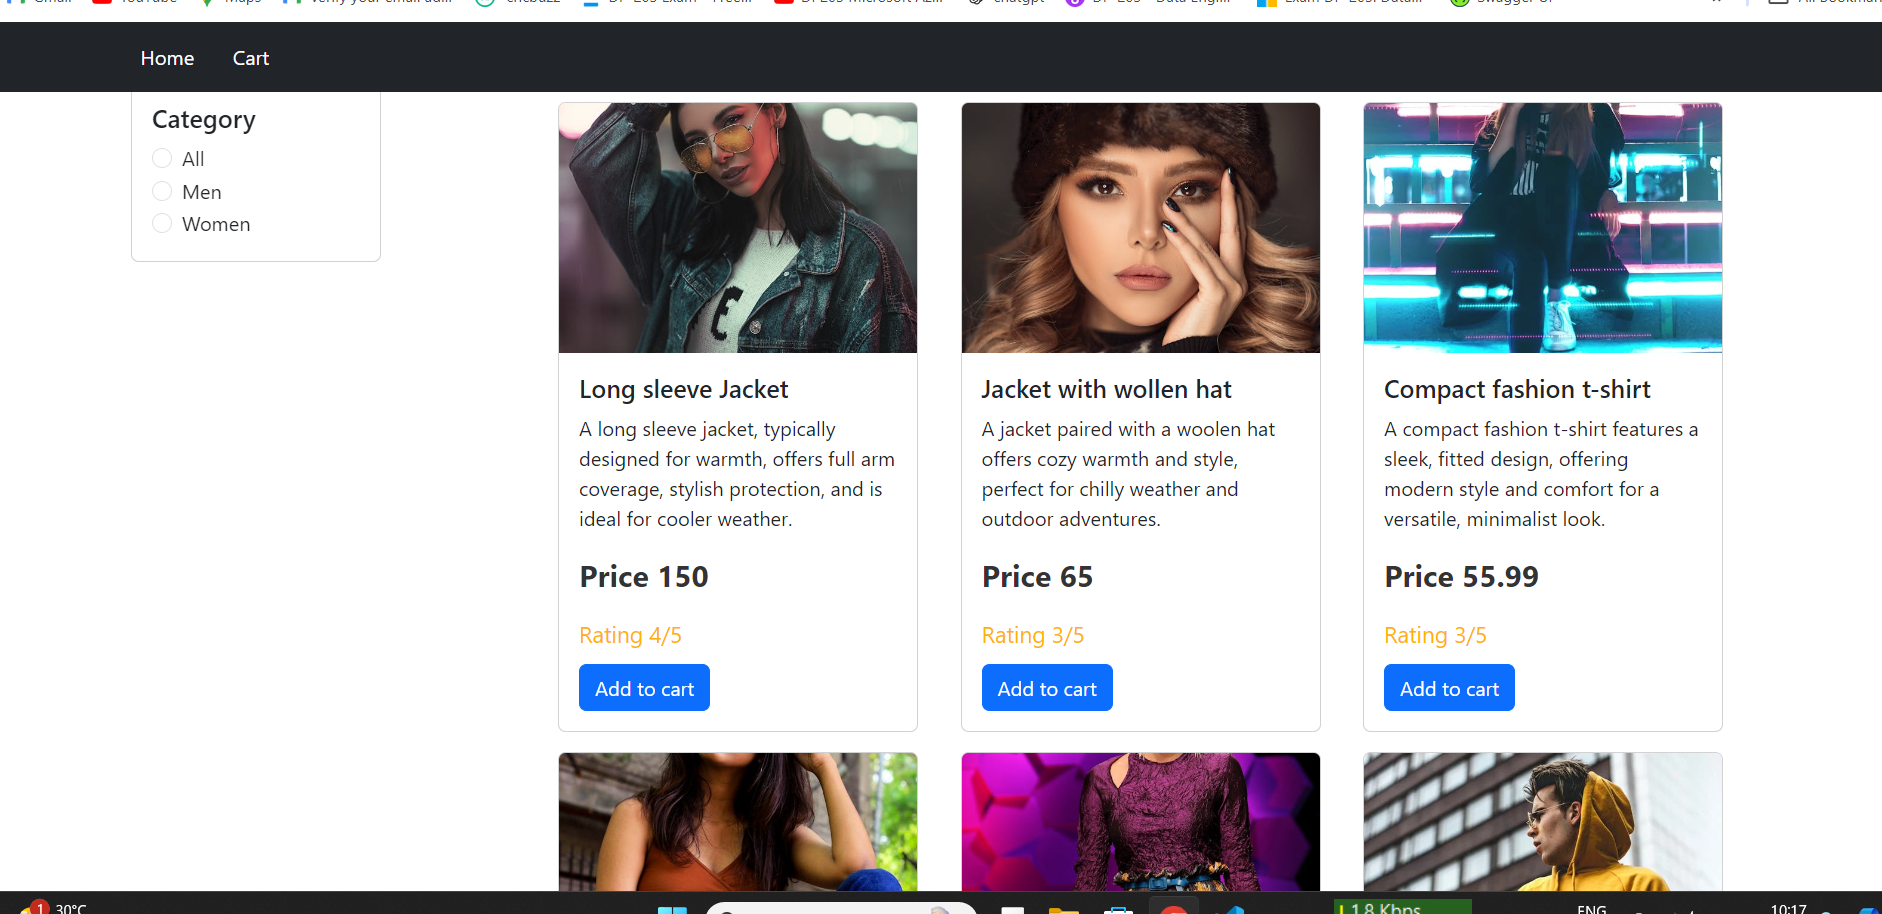 Home Cart
Category
All
Men
Women
Long sleeve Jacket
A long sleeve jacket, typically
designed for warmth, offers full arm
coverage, stylish protection, and is
ideal for cooler weather.
Price 150
Rating 4/5
Add to cart
Jacket with wollen hat
A jacket paired with a woolen hat
offers cozy warmth and style,
perfect for chilly weather and
outdoor adventures.
Price 65
Rating 3/5
Add to cart
Compact fashion t-shirt
A compact fashion t-shirt features a
sleek, fitted design, offering
modern style and comfort for a
versatile, minimalist look.
Price 55.99
Rating 3/5
Add to cart
1 30°C
1.8 Kbps
ENG
10:17